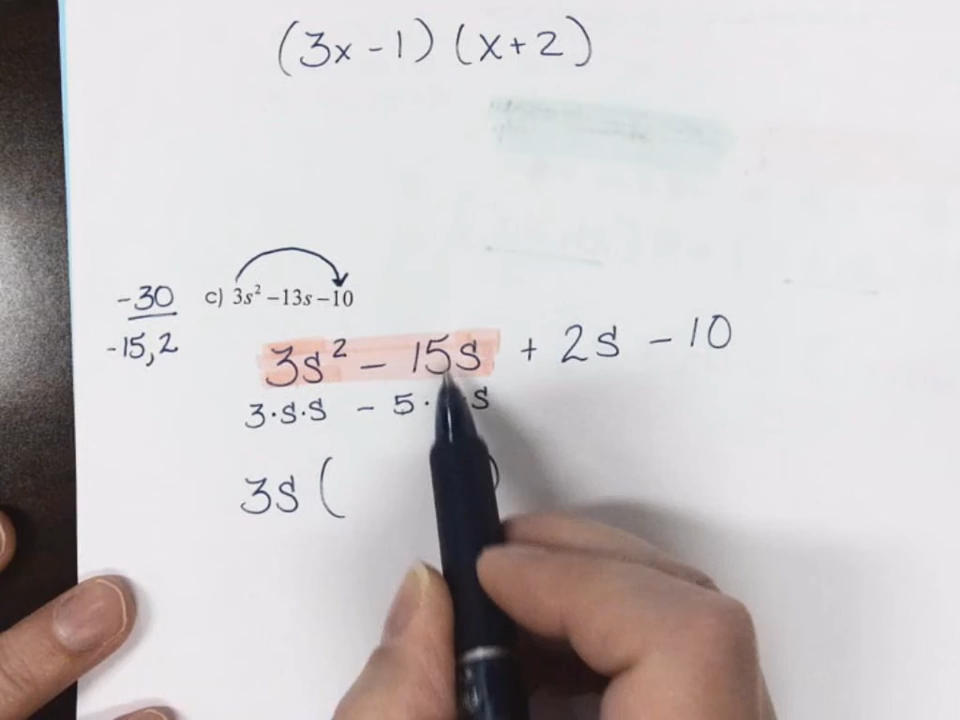 (3x - 1) (x + 2)
-30 c) 3s² - 13s - 10
-15, 2
3s² - 15s + 2s - 10
3 · s · s - 5 · s
3s ( )